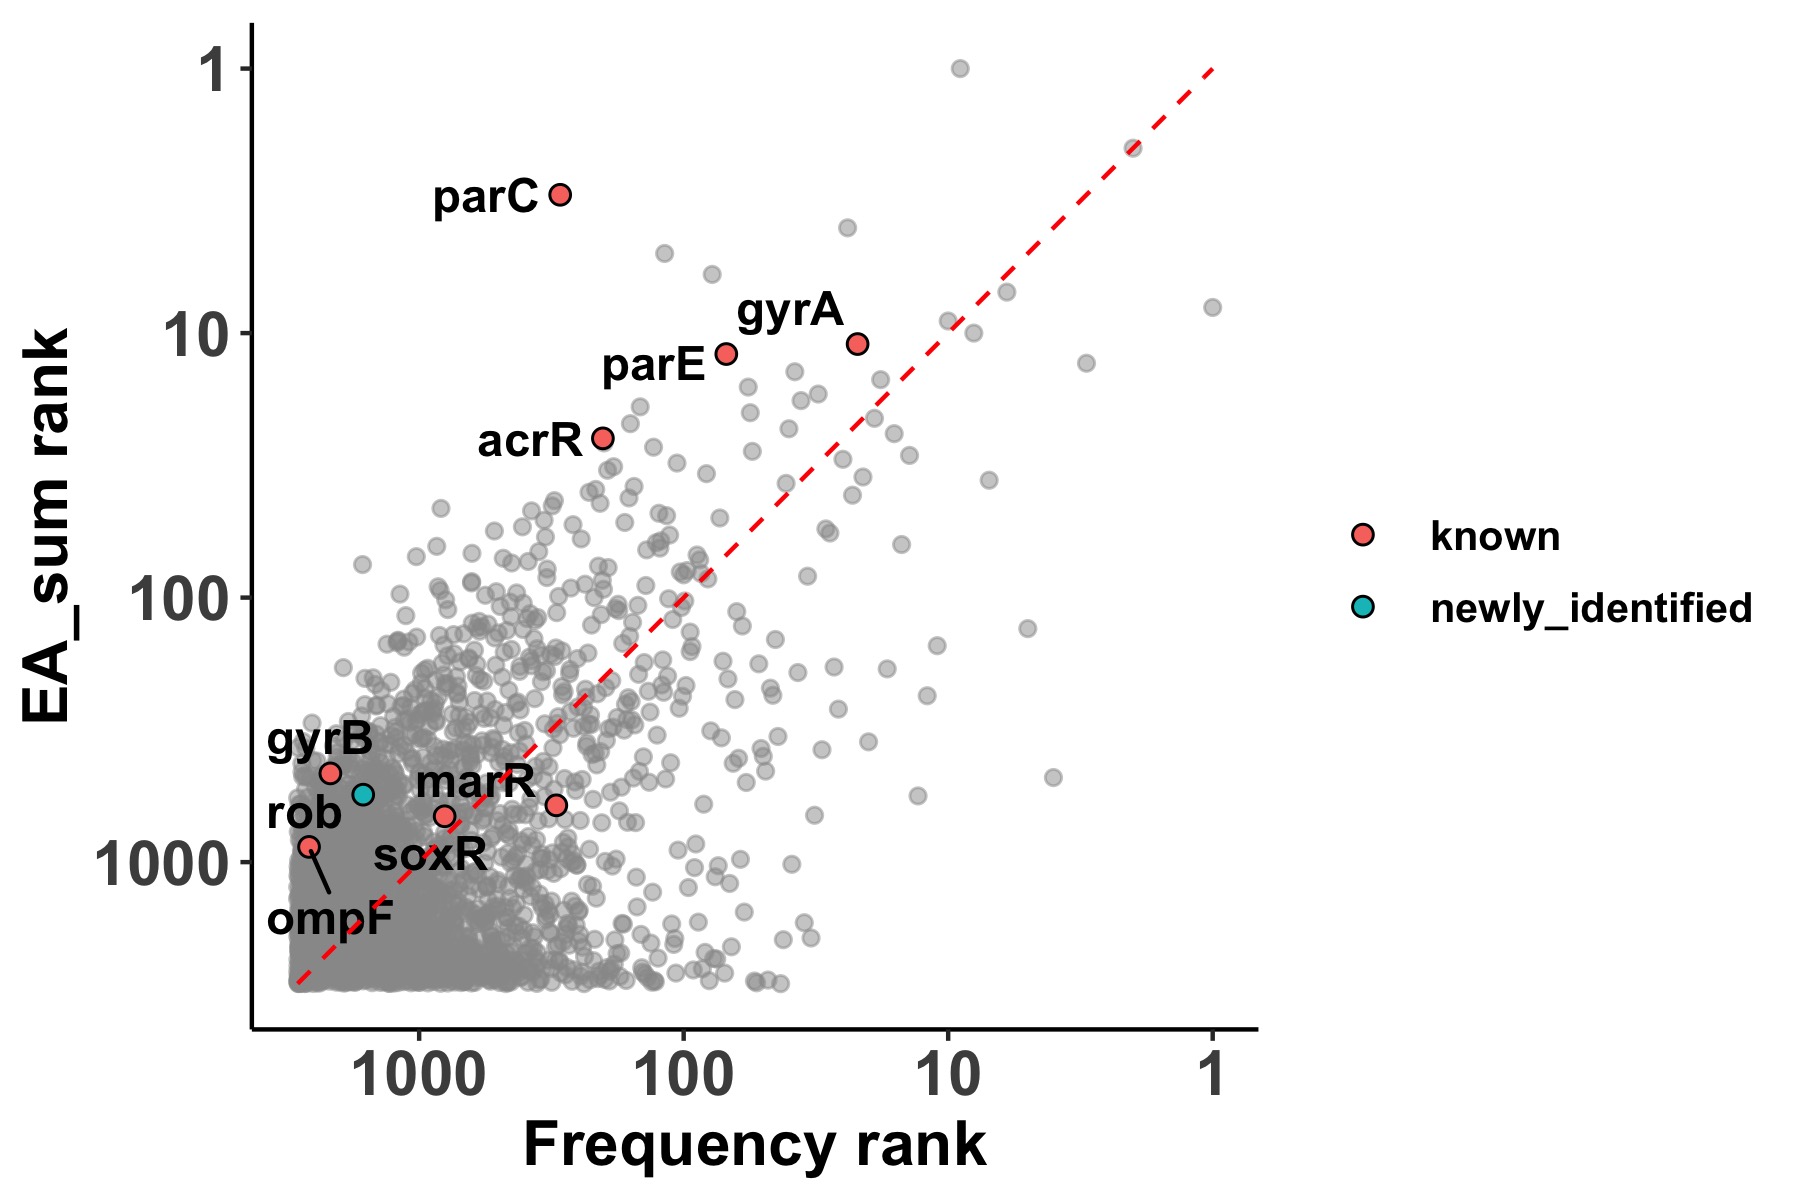 1
10
100
1000
EA_sum rank
parC
gyrA
parE
acrR
gyrB
marR
rob
soxR
ompF
known
newly_identified
1000
100
10
1
Frequency rank